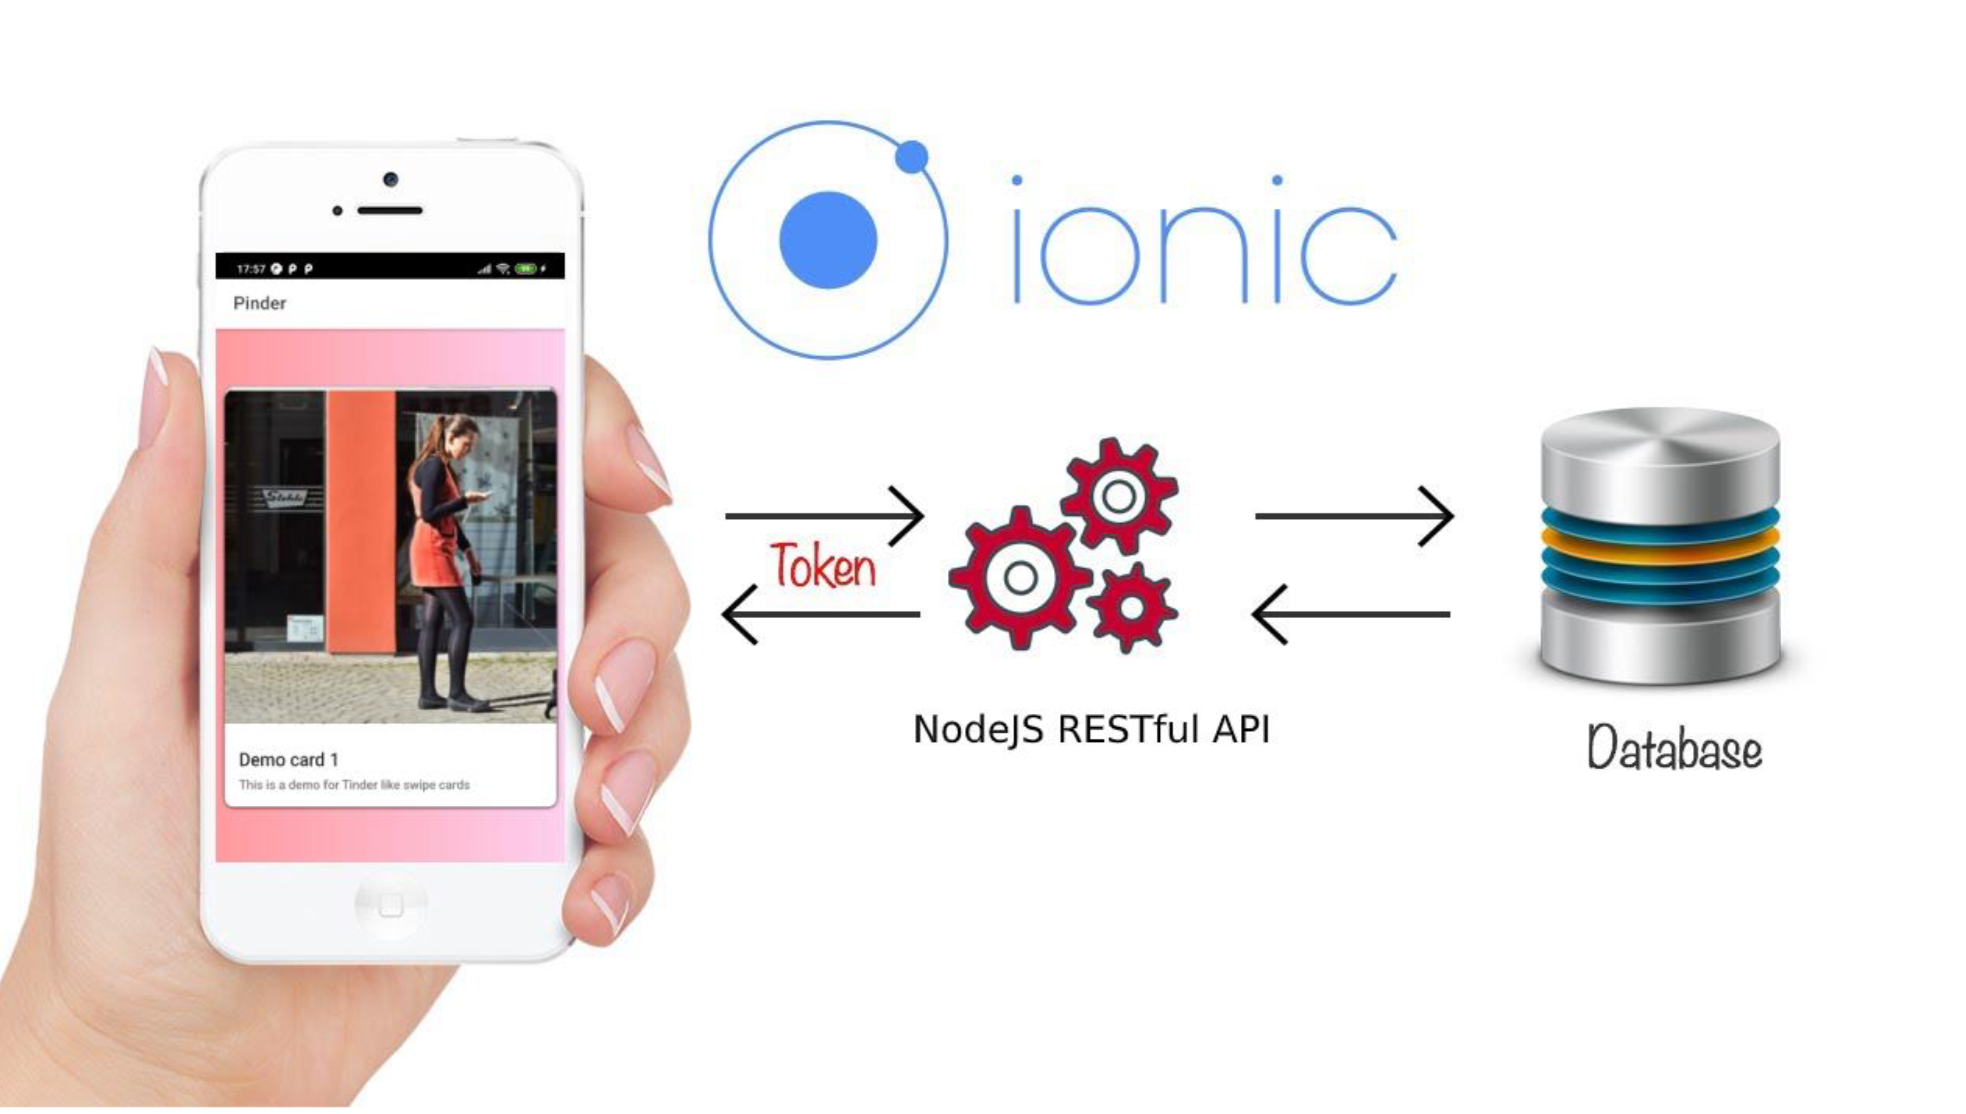 17:57
Pinder
Stehle
Demo card 1
This is a demo for Tinder like swipe cards
ionic
Token
NodeJS RESTful API
Database